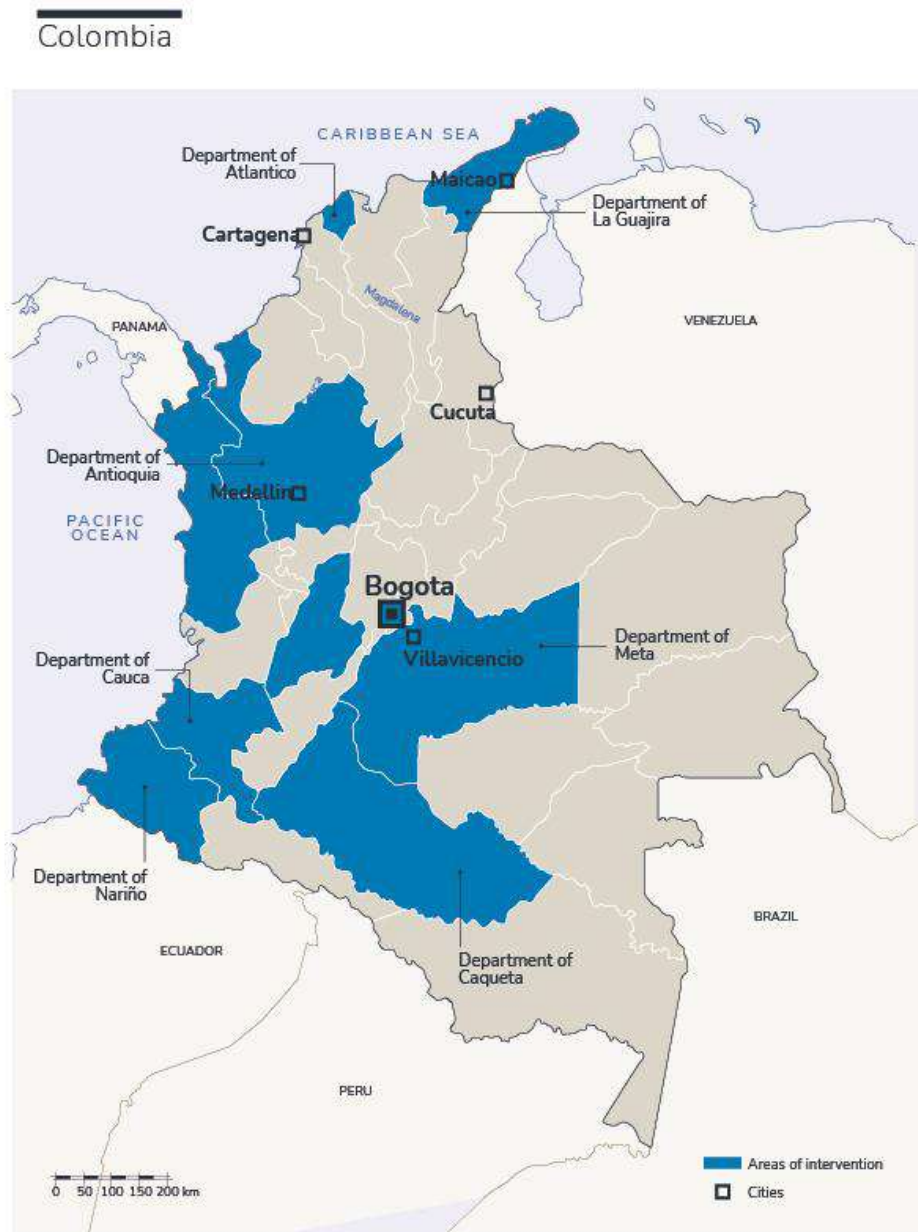 Colombia
CARIBBEAN SEA
Department of
Atlantico
Maicao
Department of
La Guajira
Cartagena
Magdalena
PANAMA
VENEZUELA
Cucuta
Department of
Antioquia
Medellin
PACIFIC
OCEAN
Bogota
Villavicencio
Department of
Meta
Department of
Cauca
Department of
Nariño
BRAZIL
ECUADOR
Department of
Caqueta
PERU
Areas of intervention
Cities
0 50 100 150 200 km